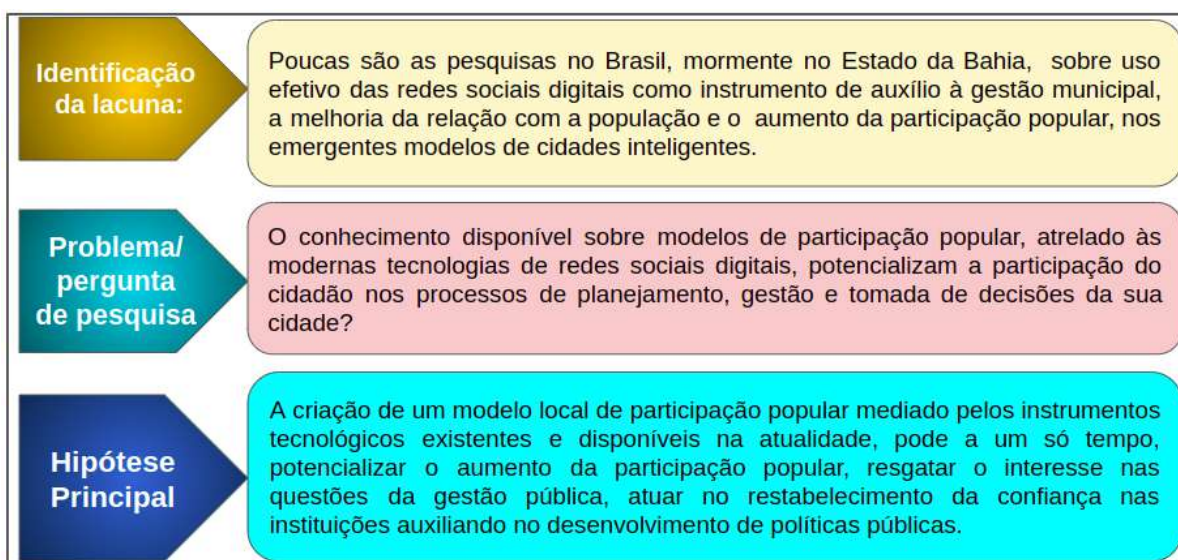 Identificação
da lacuna:
Poucas são as pesquisas no Brasil, mormente no Estado da Bahia, sobre uso
efetivo das redes sociais digitais como instrumento de auxílio à gestão municipal,
a melhoria da relação com a população e o aumento da participação popular, nos
emergentes modelos de cidades inteligentes.
Problema/
pergunta
de pesquisa
O conhecimento disponível sobre modelos de participação popular, atrelado às
modernas tecnologias de redes sociais digitais, potencializam a participação do
cidadão nos processos de planejamento, gestão e tomada de decisões da sua
cidade?
Hipótese
Principal
A criação de um modelo local de participação popular mediado pelos instrumentos
tecnológicos existentes e disponíveis na atualidade, pode a um só tempo,
potencializar o aumento da participação popular, resgatar o interesse nas
questões da gestão pública, atuar no restabelecimento da confiança nas
instituições auxiliando no desenvolvimento de políticas públicas.